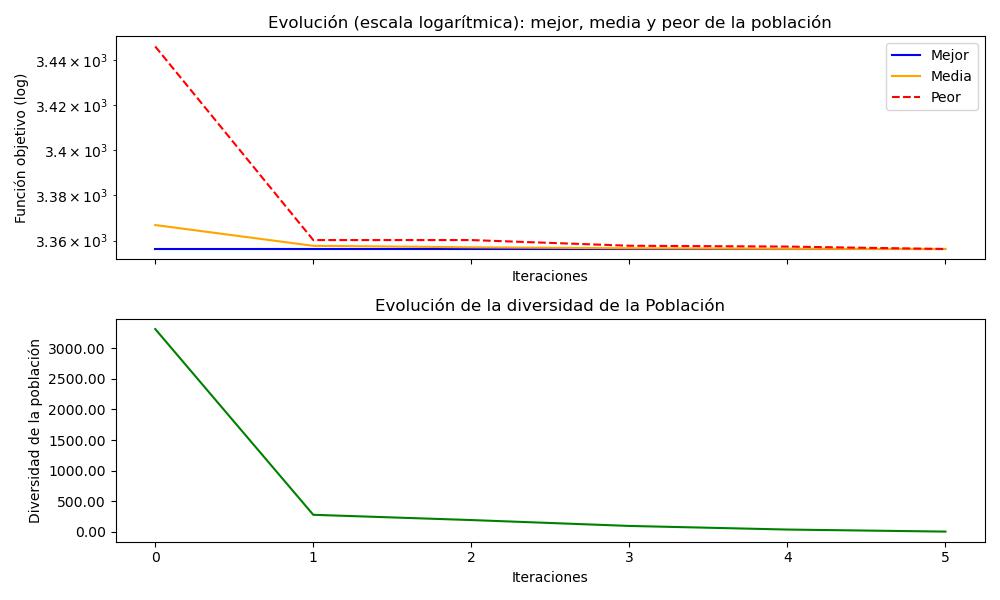 Evolución (escala logarítmica): mejor, media y peor de la población
Función objetivo (log)
3.44 × 10³
3.42 × 10³
3.4 × 10³
3.38 × 10³
3.36 × 10³
Mejor
Media
Peor
Iteraciones
Evolución de la diversidad de la Población
Diversidad de la población
3000.00
2500.00
2000.00
1500.00
1000.00
500.00
0.00
0 1 2 3 4 5
Iteraciones